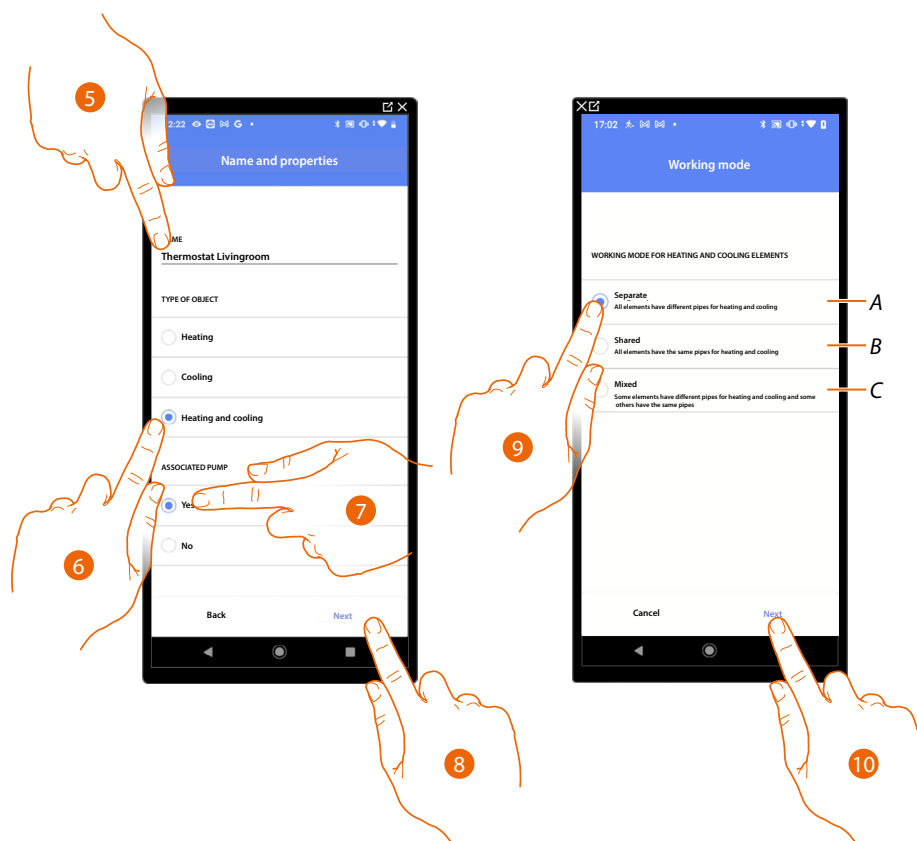 5
2:22 G
Name and properties
Thermostat Livingroom
TYPE OF OBJECT
Heating
Cooling
Heating and cooling
ASSOCIATED PUMP
Yes
No
Back Next
6
7
8
17:02
Working mode
WORKING MODE FOR HEATING AND COOLING ELEMENTS
Separate
All elements have different pipes for heating and cooling
A
Shared
All elements have the same pipes for heating and cooling
B
Mixed
Some elements have different pipes for heating and cooling and some
others have the same pipes
C
Cancel Next
9
10